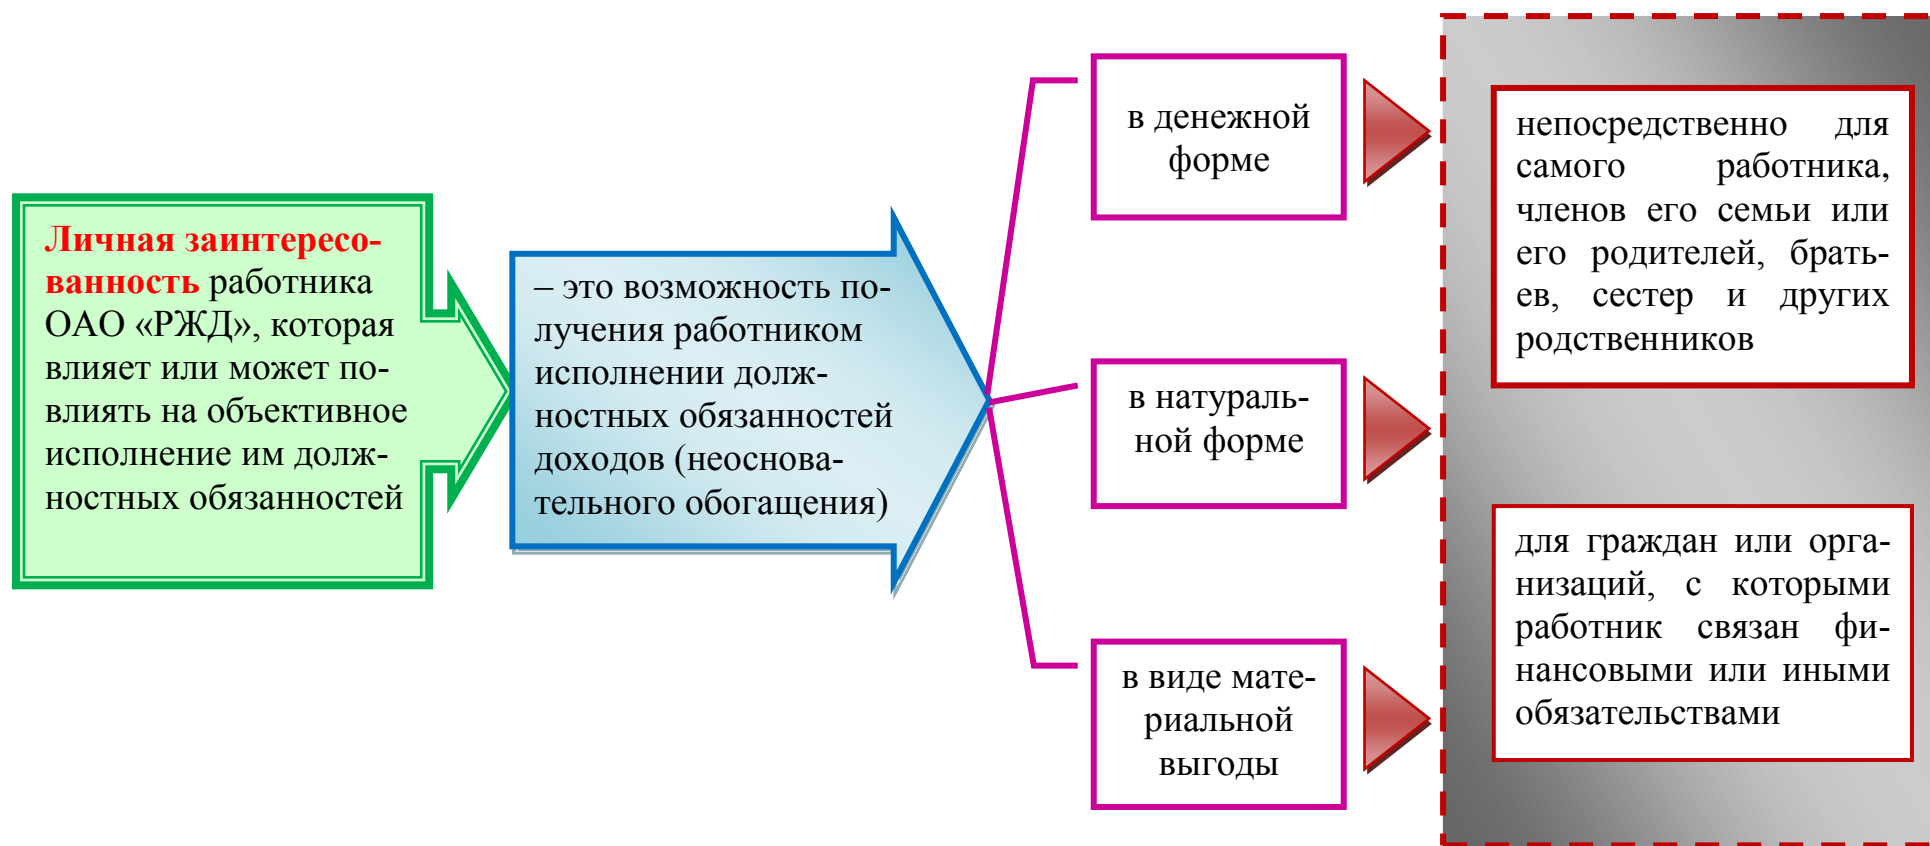 Личная заинтересо-
ванность работника
ОАО «РЖД», которая
влияет или может по-
влиять на объективное
исполнение им долж-
ностных обязанностей
– это возможность по-
лучения работником
исполнении долж-
ностных обязанностей
доходов (неоснова-
тельного обогащения)
в денежной
форме
в натураль-
ной форме
в виде мате-
риальной
выгоды
непосредственно для
самого работника,
членов его семьи или
его родителей, брать-
ев, сестер и других
родственников
для граждан или орга-
низаций, с которыми
работник связан фи-
нансовыми или иными
обязательствами